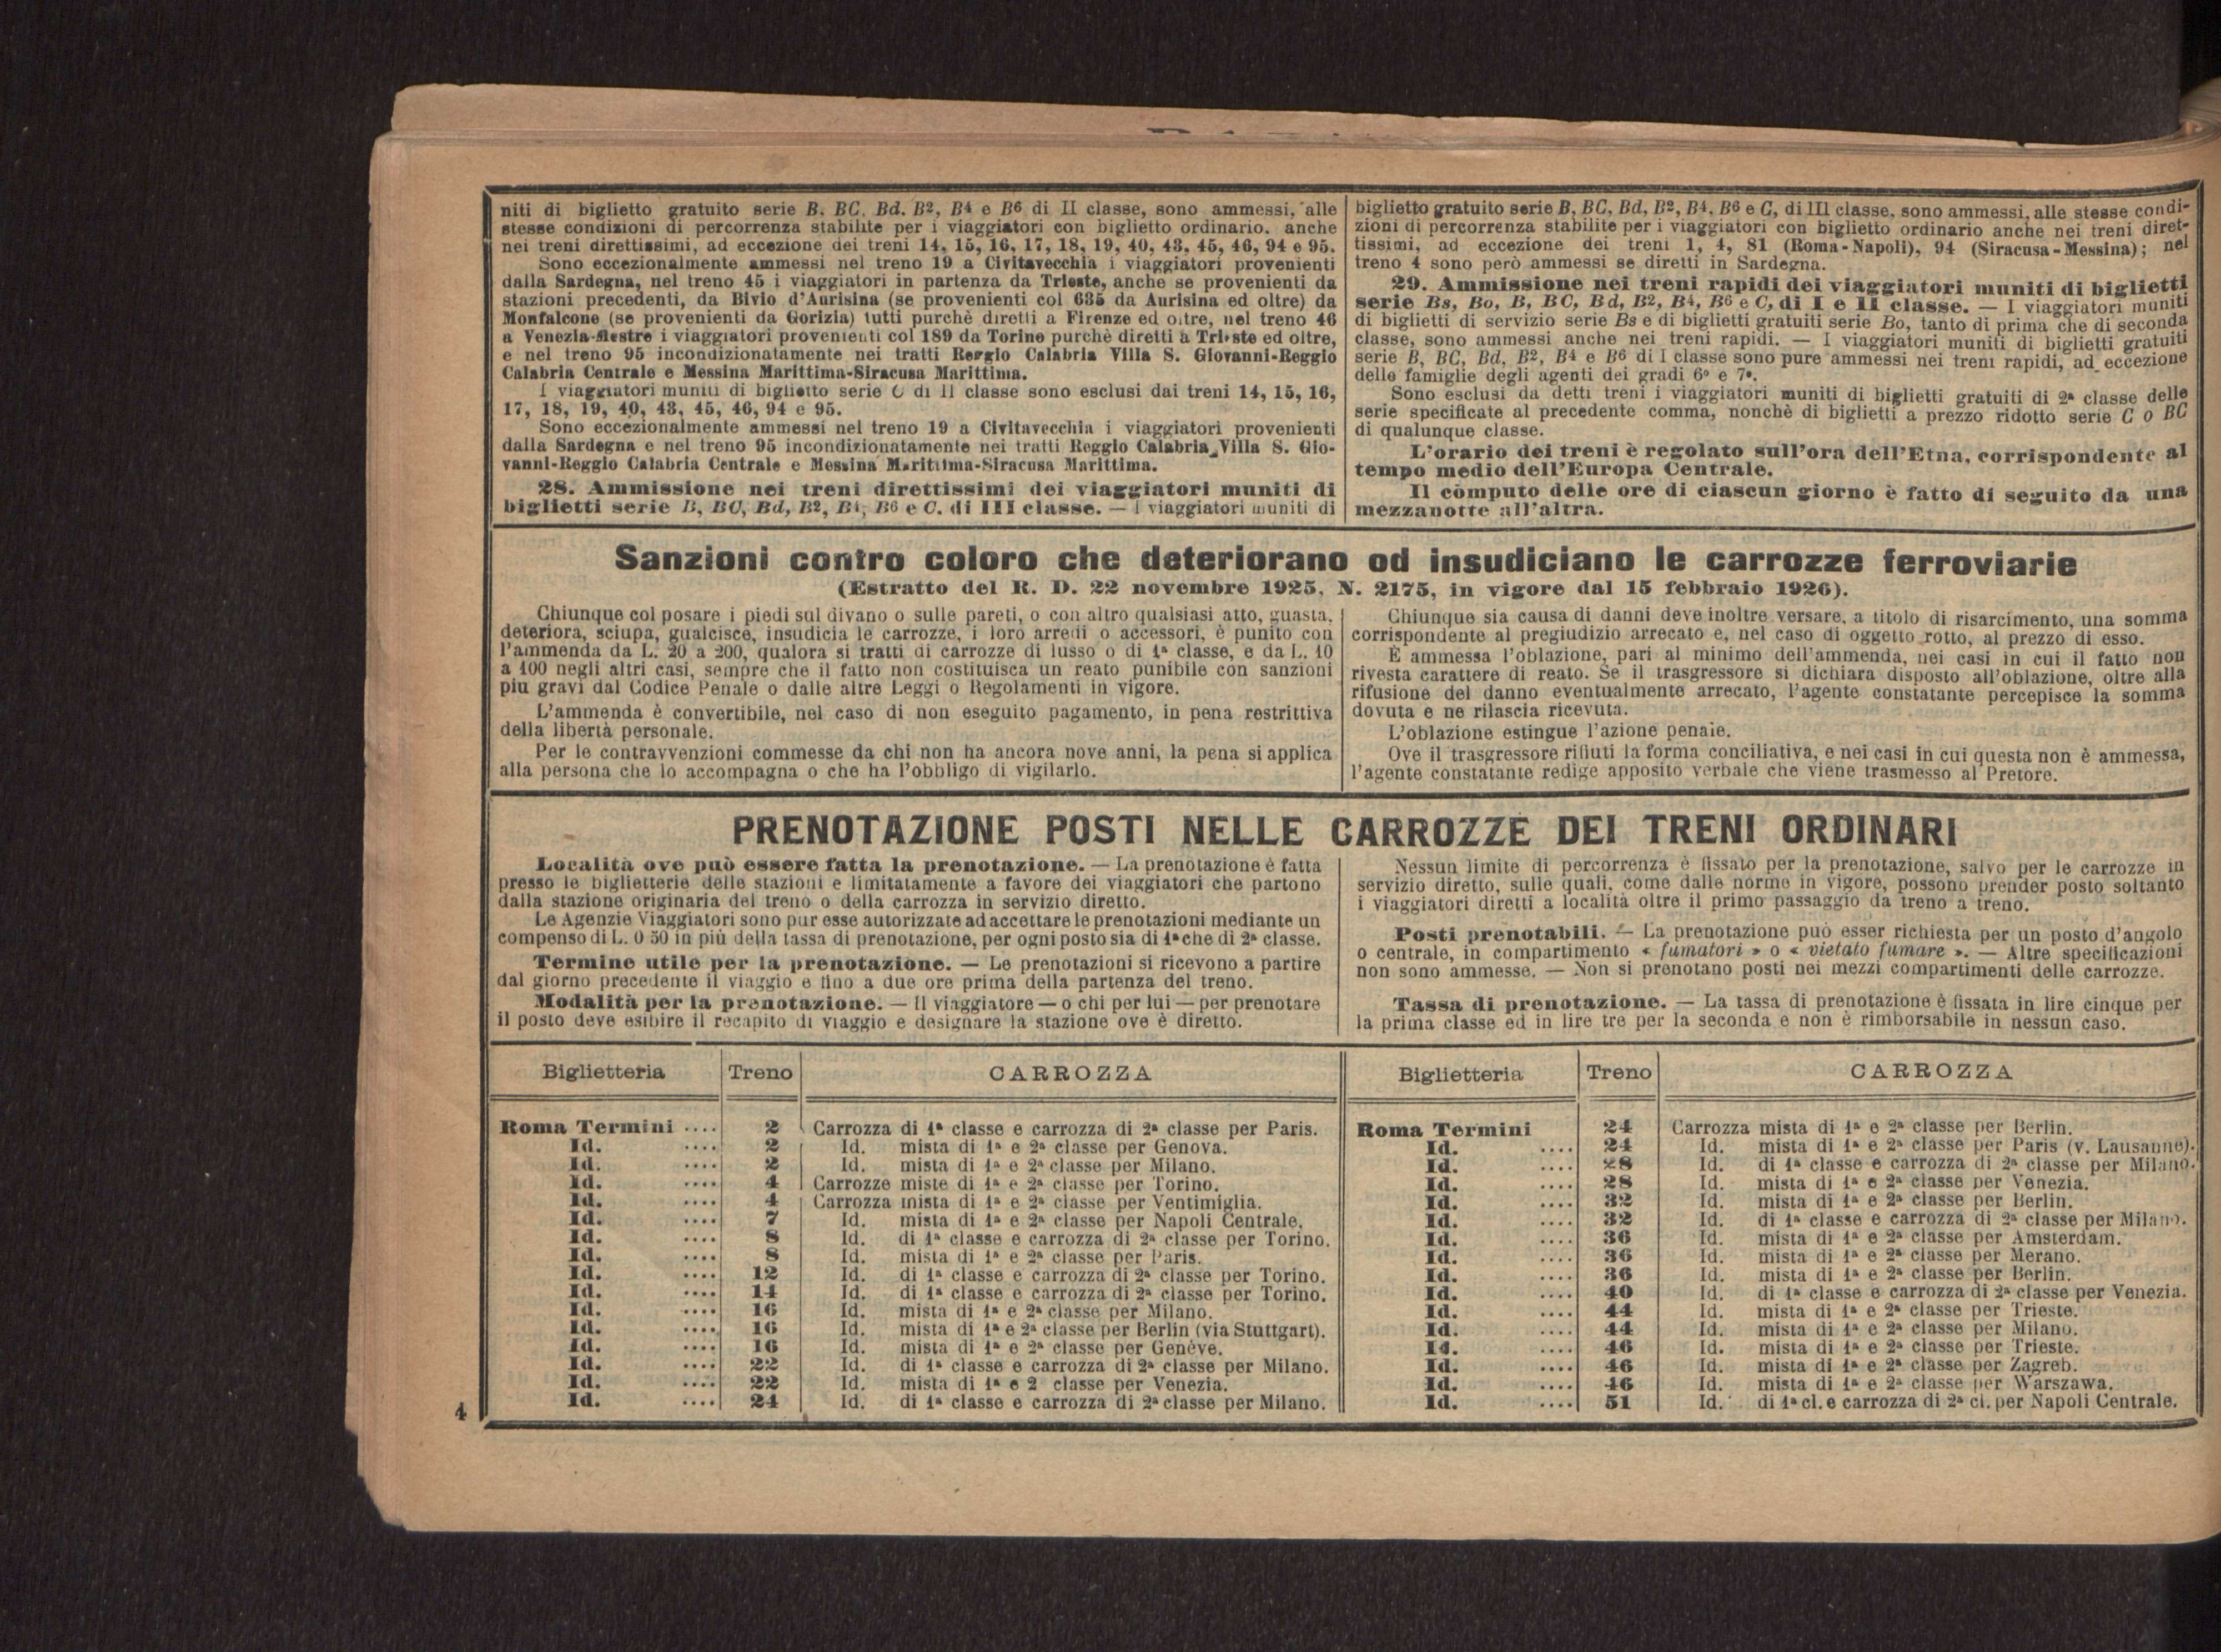 niti di biglietto gratuito serie B. BC. Bd. B2, B4 e B6 di II classe, sono ammessi, alle
stesse condizioni di percorrenza stabilite per i viaggiatori con biglietto ordinario. anche
nei treni direttissimi, ad eccezione dei treni 14, 15, 16, 17, 18, 19, 40, 43, 45, 46, 94 e 95.
Sono eccezionalmente ammessi nel treno 19 a Civitavecchia i viaggiatori provenienti
dalla Sardegna, nel treno 45 i viaggiatori in partenza da Trieste, anche se provenienti da
stazioni precedenti, da Bivio d'Aurisina (se provenienti col 635 da Aurisina ed oltre) da
Monfalcone (se provenienti da Gorizia) tutti purchè diretti a Firenze ed oltre, nel treno 46
a Venezia-Mestre i viaggiatori provenienti col 189 da Torino purchè diretti a Trieste ed oltre,
e nel treno 95 incondizionatamente nei tratti Reggio Calabria Villa S. Giovanni-Reggio
Calabria Centrale e Messina Marittima-Siracusa Marittima.
I viaggiatori muniti di biglietto serie C di II classe sono esclusi dai treni 14, 15, 16,
17, 18, 19, 40, 43, 45, 46, 94 e 95.
Sono eccezionalmente ammessi nel treno 19 a Civitavecchia i viaggiatori provenienti
dalla Sardegna e nel treno 95 incondizionatamente nei tratti Reggio Calabria Villa S. Gio-
vanni-Reggio Calabria Centrale e Messina Marittima-Siracusa Marittima.
28. Ammissione nei treni direttissimi dei viaggiatori muniti di
biglietti serie B, BC, Bd, B2, B4, B6 e C. di III classe. — I viaggiatori muniti di
biglietto gratuito serie B, BC, Bd, B2, B4, B6 e C, di III classe, sono ammessi, alle stesse condi-
zioni di percorrenza stabilite per i viaggiatori con biglietto ordinario anche nei treni diret-
tissimi, ad eccezione dei treni 1, 4, 81 (Roma-Napoli), 94 (Siracusa-Messina); nel
treno 4 sono però ammessi se diretti in Sardegna.
29. Ammissione nei treni rapidi dei viaggiatori muniti di biglietti
serie Bs, Bo, B, BC, Bd, B2, B4, B6 e C, di I e II classe. — I viaggiatori muniti
di biglietti di servizio serie Bs e di biglietti gratuiti serie Bo, tanto di prima che di seconda
classe, sono ammessi anche nei treni rapidi. — I viaggiatori muniti di biglietti gratuiti
serie B, BC, Bd, B2, B4 e B6 di I classe sono pure ammessi nei treni rapidi, ad eccezione
delle famiglie degli agenti dei gradi 6º e 7º.
Sono esclusi da detti treni i viaggiatori muniti di biglietti gratuiti di 2ª classe delle
serie specificate al precedente comma, nonchè di biglietti a prezzo ridotto serie C o BC
di qualunque classe.
L'orario dei treni è regolato sull'ora dell'Etna, corrispondente al
tempo medio dell'Europa Centrale.
Il còmputo delle ore di ciascun giorno è fatto di seguito da una
mezzanotte all'altra.
Sanzioni contro coloro che deteriorano od insudiciano le carrozze ferroviarie
(Estratto del R. D. 22 novembre 1925, N. 2175, in vigore dal 15 febbraio 1926).
Chiunque col posare i piedi sul divano o sulle pareti, o con altro qualsiasi atto, guasta,
deteriora, sciupa, gualcisce, insudicia le carrozze, i loro arredi o accessori, è punito con
l'ammenda da L. 20 a 200, qualora si tratti di carrozze di lusso o di 1ª classe, e da L. 10
a 100 negli altri casi, sempre che il fatto non costituisca un reato punibile con sanzioni
piu gravi dal Codice Penale o dalle altre Leggi o Regolamenti in vigore.
L'ammenda è convertibile, nel caso di non eseguito pagamento, in pena restrittiva
della libertà personale.
Per le contravvenzioni commesse da chi non ha ancora nove anni, la pena si applica
alla persona che lo accompagna o che ha l'obbligo di vigilarlo.
Chiunque sia causa di danni deve inoltre versare, a titolo di risarcimento, una somma
corrispondente al pregiudizio arrecato e, nel caso di oggetto rotto, al prezzo di esso.
È ammessa l'oblazione, pari al minimo dell'ammenda, nei casi in cui il fatto non
rivesta carattere di reato. Se il trasgressore si dichiara disposto all'oblazione, oltre alla
rifusione del danno eventualmente arrecato, l'agente constatante percepisce la somma
dovuta e ne rilascia ricevuta.
L'oblazione estingue l'azione penale.
Ove il trasgressore rifiuti la forma conciliativa, e nei casi in cui questa non è ammessa,
l'agente constatante redige apposito verbale che viene trasmesso al Pretore.
PRENOTAZIONE POSTI NELLE CARROZZE DEI TRENI ORDINARI
Località ove può essere fatta la prenotazione. — La prenotazione è fatta
presso le biglietterie delle stazioni e limitatamente a favore dei viaggiatori che partono
dalla stazione originaria del treno o della carrozza in servizio diretto.
Le Agenzie Viaggiatori sono pur esse autorizzate ad accettare le prenotazioni mediante un
compenso di L. 0 50 in più della tassa di prenotazione, per ogni posto sia di 1ª che di 2ª classe.
Termine utile per la prenotazione. — Le prenotazioni si ricevono a partire
dal giorno precedente il viaggio e fino a due ore prima della partenza del treno.
Modalità per la prenotazione. — Il viaggiatore — o chi per lui — per prenotare
il posto deve esibire il recapito di viaggio e designare la stazione ove è diretto.
Nessun limite di percorrenza è fissato per la prenotazione, salvo per le carrozze in
servizio diretto, sulle quali, come dalle norme in vigore, possono prender posto soltanto
i viaggiatori diretti a località oltre il primo passaggio da treno a treno.
Posti prenotabili. — La prenotazione può esser richiesta per un posto d'angolo
o centrale, in compartimento « fumatori » o « vietato fumare ». — Altre specificazioni
non sono ammesse. — Non si prenotano posti nei mezzi compartimenti delle carrozze.
Tassa di prenotazione. — La tassa di prenotazione è fissata in lire cinque per
la prima classe ed in lire tre per la seconda e non è rimborsabile in nessun caso.
Biglietteria Treno CARROZZA
Roma Termini .... 2 Carrozza di 1ª classe e carrozza di 2ª classe per Paris.
Id. .... 2 Id. mista di 1ª e 2ª classe per Genova.
Id. .... 2 Id. mista di 1ª e 2ª classe per Milano.
Id. .... 4 Carrozze miste di 1ª e 2ª classe per Torino.
Id. .... 4 Carrozza mista di 1ª e 2ª classe per Ventimiglia.
Id. .... 7 Id. mista di 1ª e 2ª classe per Napoli Centrale.
Id. .... 8 Id. di 1ª classe e carrozza di 2ª classe per Torino.
Id. .... 8 Id. mista di 1ª e 2ª classe per Paris.
Id. .... 12 Id. di 1ª classe e carrozza di 2ª classe per Torino.
Id. .... 14 Id. di 1ª classe e carrozza di 2ª classe per Torino.
Id. .... 16 Id. mista di 1ª e 2ª classe per Milano.
Id. .... 16 Id. mista di 1ª e 2ª classe per Berlin (via Stuttgart).
Id. .... 16 Id. mista di 1ª e 2ª classe per Genève.
Id. .... 22 Id. di 1ª classe e carrozza di 2ª classe per Milano.
Id. .... 22 Id. mista di 1ª e 2 classe per Venezia.
Id. .... 24 Id. di 1ª classe e carrozza di 2ª classe per Milano.
Biglietteria Treno CARROZZA
Roma Termini 24 Carrozza mista di 1ª e 2ª classe per Berlin.
Id. .... 24 Id. mista di 1ª e 2ª classe per Paris (v. Lausanne).
Id. .... 28 Id. di 1ª classe e carrozza di 2ª classe per Milano.
Id. .... 28 Id. mista di 1ª e 2ª classe per Venezia.
Id. .... 32 Id. mista di 1ª e 2ª classe per Berlin.
Id. .... 32 Id. di 1ª classe e carrozza di 2ª classe per Milano.
Id. .... 36 Id. mista di 1ª e 2ª classe per Amsterdam.
Id. .... 36 Id. mista di 1ª e 2ª classe per Merano.
Id. .... 36 Id. mista di 1ª e 2ª classe per Berlin.
Id. .... 40 Id. di 1ª classe e carrozza di 2ª classe per Venezia.
Id. .... 44 Id. mista di 1ª e 2ª classe per Trieste.
Id. .... 44 Id. mista di 1ª e 2ª classe per Milano.
Id. .... 46 Id. mista di 1ª e 2ª classe per Trieste.
Id. .... 46 Id. mista di 1ª e 2ª classe per Zagreb.
Id. .... 46 Id. mista di 1ª e 2ª classe per Warszawa.
Id. .... 51 Id. di 1ª cl. e carrozza di 2ª cl. per Napoli Centrale.
4